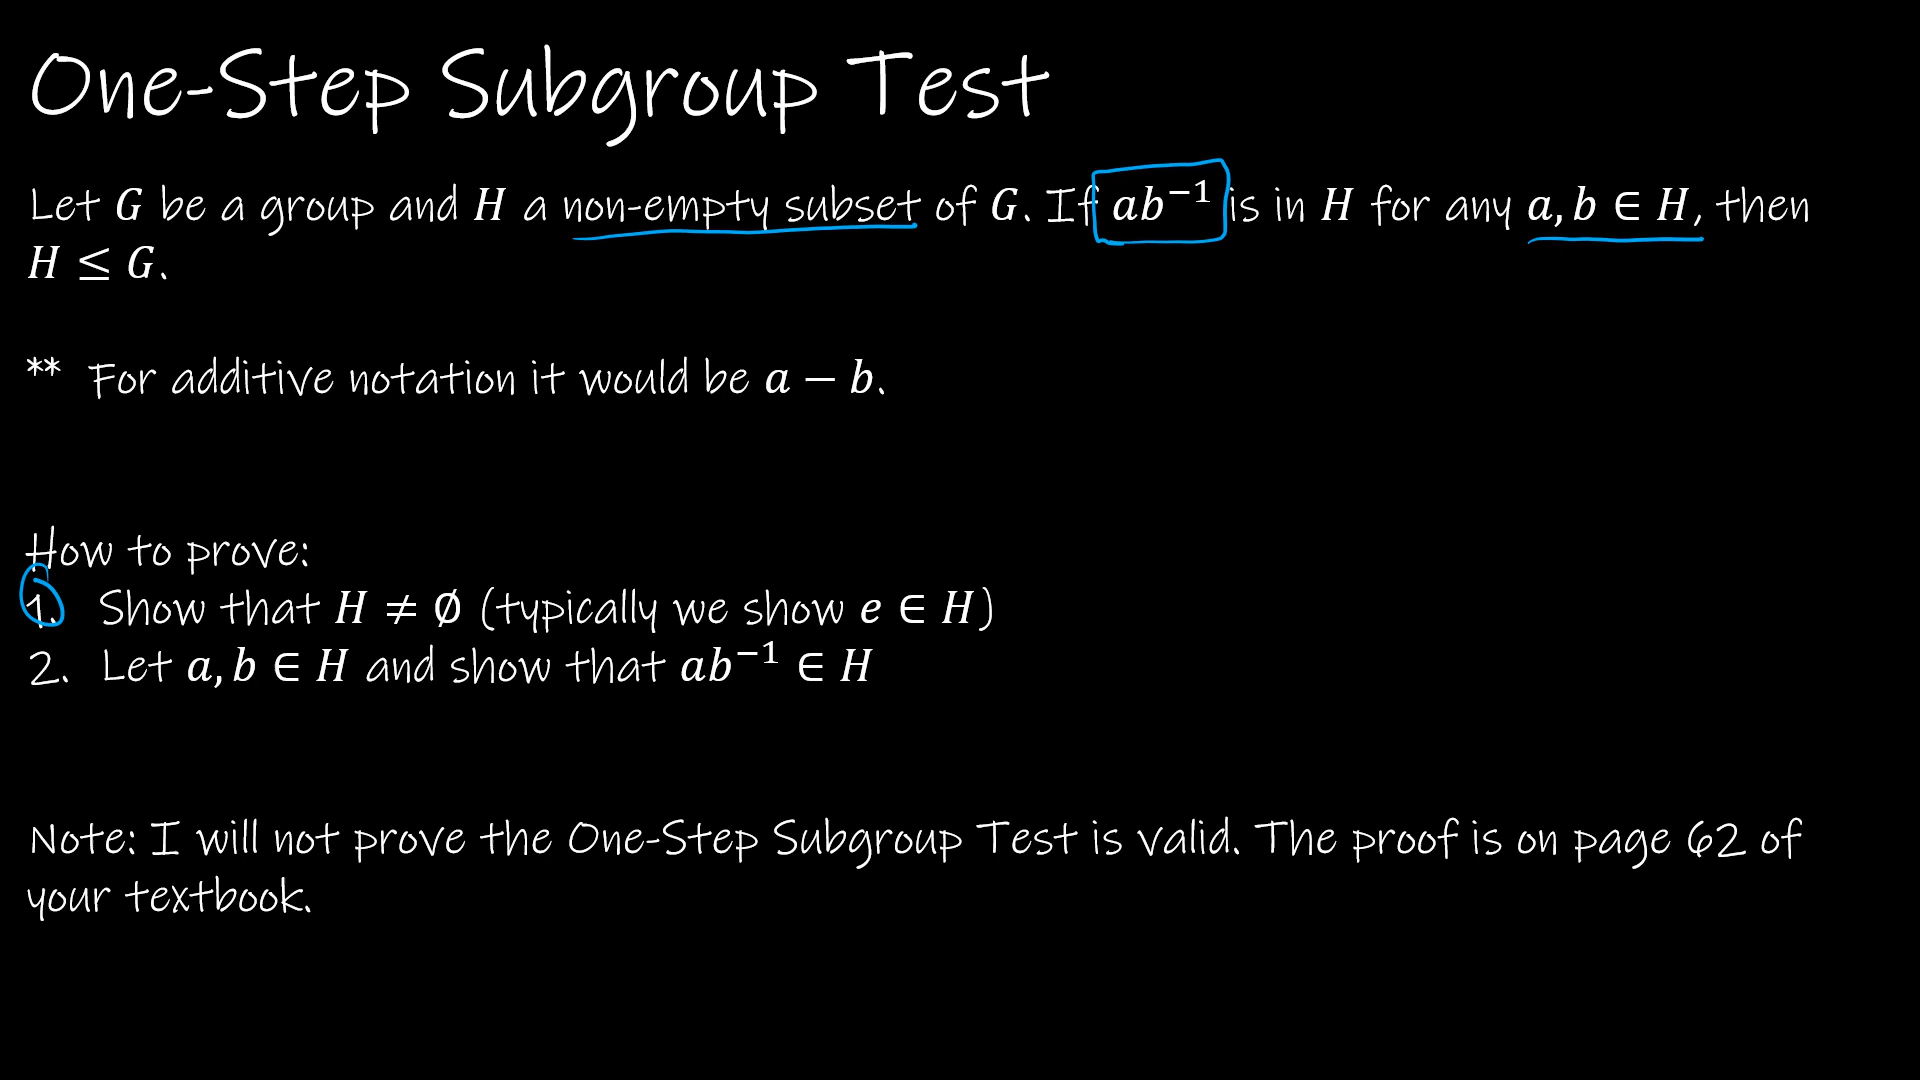 One-Step Subgroup Test
Let G be a group and H a non-empty subset of G. If ab⁻¹ is in H for any a, b ∈ H, then
H ≤ G.
** For additive notation it would be a − b.
How to prove:
1. Show that H ≠ ∅ (typically we show e ∈ H)
2. Let a, b ∈ H and show that ab⁻¹ ∈ H
Note: I will not prove the One-Step Subgroup Test is valid. The proof is on page 62 of
your textbook.